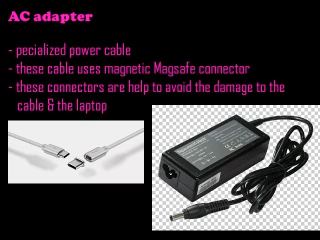 AC adapter
- pecialized power cable
- these cable uses magnetic Magsafe connector
- these connectors are help to avoid the damage to the
cable & the laptop